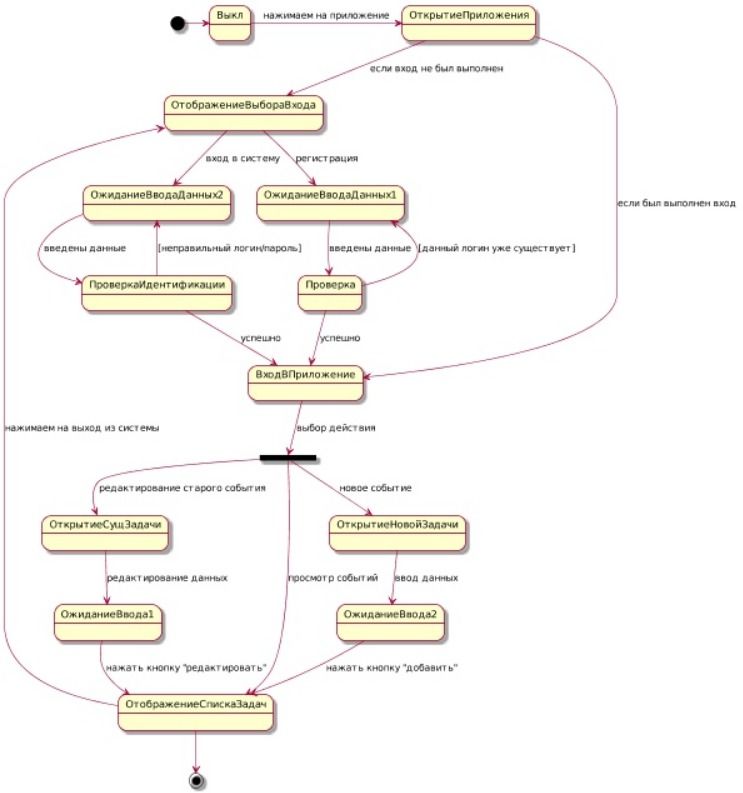 Выкл
нажимаем на приложение
ОткрытиеПриложения
если вход не был выполнен
ОтображениеВыбораВхода
вход в систему
регистрация
ОжиданиеВводаДанных2
ОжиданиеВводаДанных1
если был выполнен вход
введены данные
[неправильный логин/пароль]
введены данные
[данный логин уже существует]
ПроверкаИдентификации
Проверка
успешно
успешно
ВходВПриложение
нажимаем на выход из системы
выбор действия
редактирование старого события
новое событие
ОткрытиеСущЗадачи
ОткрытиеНовойЗадачи
редактирование данных
просмотр событий
ввод данных
ОжиданиеВвода1
ОжиданиеВвода2
нажать кнопку "редактировать"
нажать кнопку "добавить"
ОтображениеСпискаЗадач